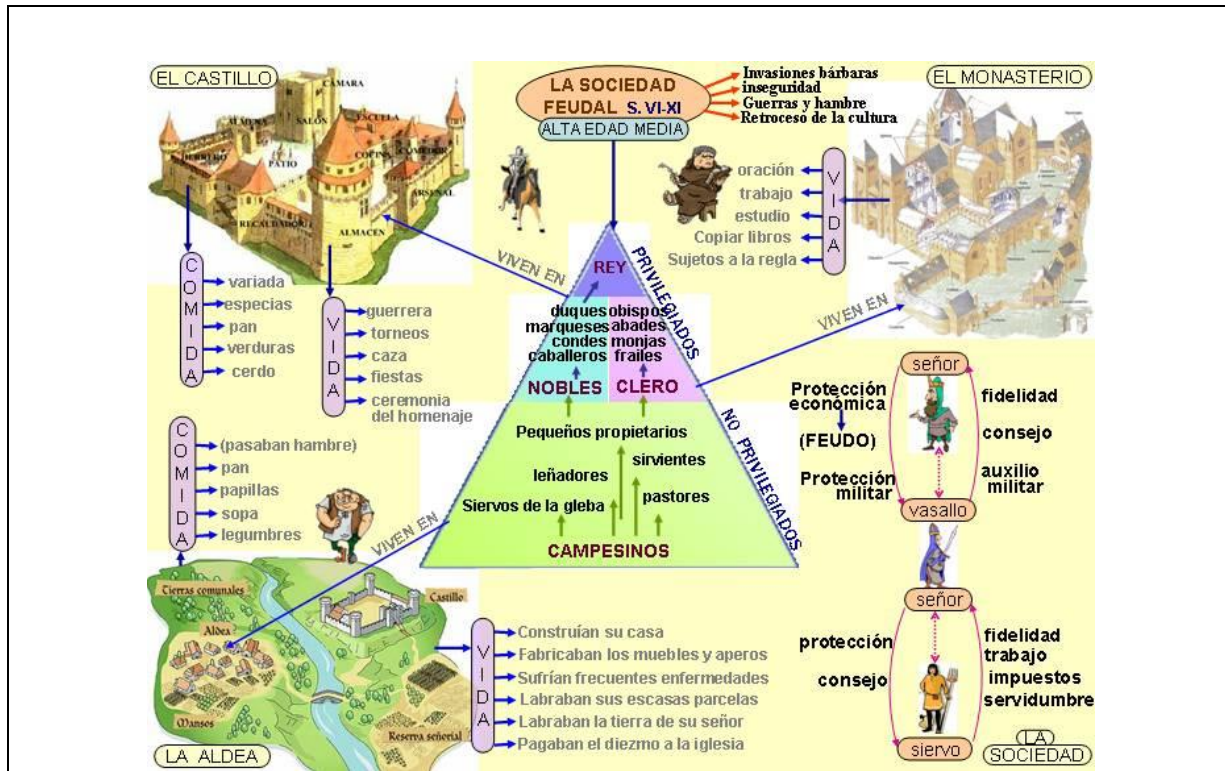 EL CASTILLO
CÁMARA
ALMENA
SALÓN
ESCUELA
HERRERO
PATIO
COCINA
COMEDOR
ARSENAL
RECAUDADOR
ALMACÉN
LA SOCIEDAD
FEUDAL S. VI-XI
ALTA EDAD MEDIA
Invasiones bárbaras
inseguridad
Guerras y hambre
Retroceso de la cultura
EL MONASTERIO
VIDA
oración
trabajo
estudio
Copiar libros
Sujetos a la regla
COMIDA
variada
especias
pan
verduras
cerdo
VIDA
guerrera
torneos
caza
fiestas
ceremonia
del homenaje
VIVEN EN
VIVEN EN
REY
PRIVILEGIADOS
duques
marqueses
condes
caballeros
NOBLES
obispos
abades
monjas
frailes
CLERO
NO PRIVILEGIADOS
Pequeños propietarios
leñadores
sirvientes
Siervos de la gleba
pastores
CAMPESINOS
COMIDA
(pasaban hambre)
pan
papillas
sopa
legumbres
VIVEN EN
Tierras comunales
Castillo
Aldea
Mansos
Reserva señorial
LA ALDEA
VIDA
Construían su casa
Fabricaban los muebles y aperos
Sufrían frecuentes enfermedades
Labraban sus escasas parcelas
Labraban la tierra de su señor
Pagaban el diezmo a la iglesia
señor
Protección
económica
(FEUDO)
Protección
militar
fidelidad
consejo
auxilio
militar
vasallo
señor
protección
consejo
fidelidad
trabajo
impuestos
servidumbre
siervo
LA
SOCIEDAD